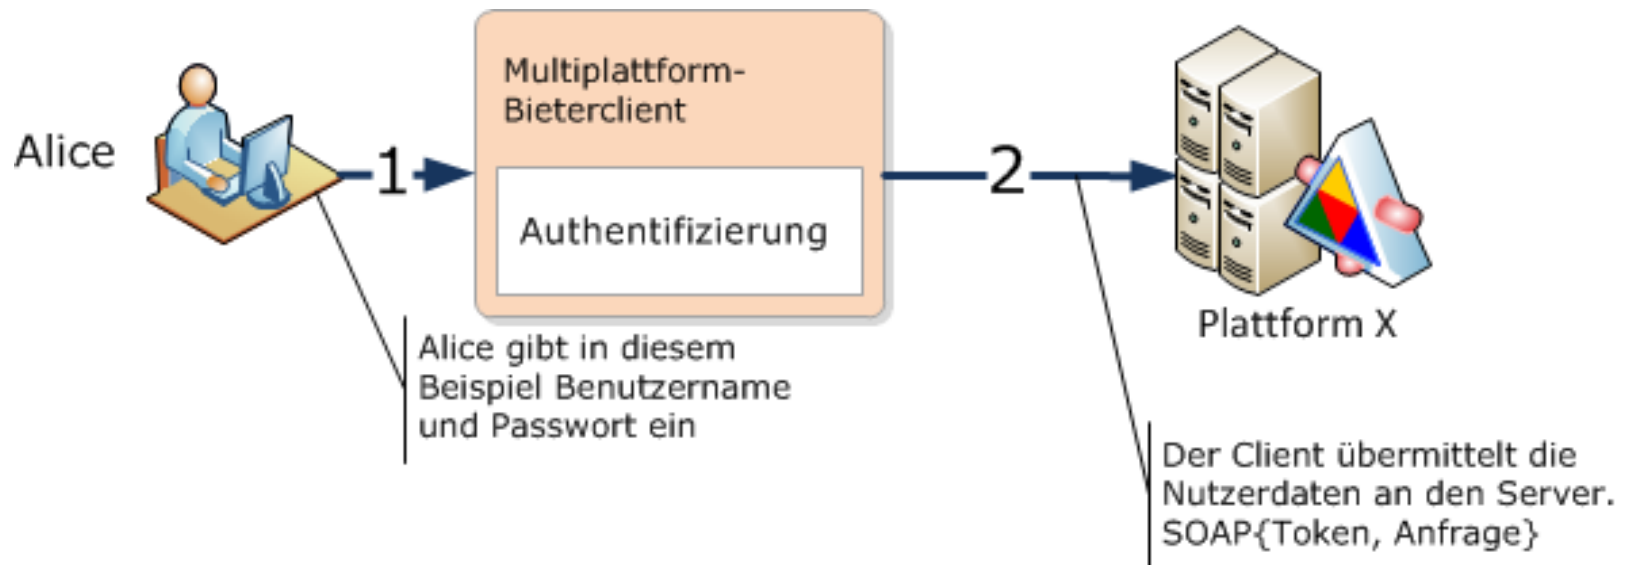 Alice
1
Multiplattform-
Bieterclient
Authentifizierung
2
Plattform X
Alice gibt in diesem
Beispiel Benutzername
und Passwort ein
Der Client übermittelt die
Nutzerdaten an den Server.
SOAP{Token, Anfrage}